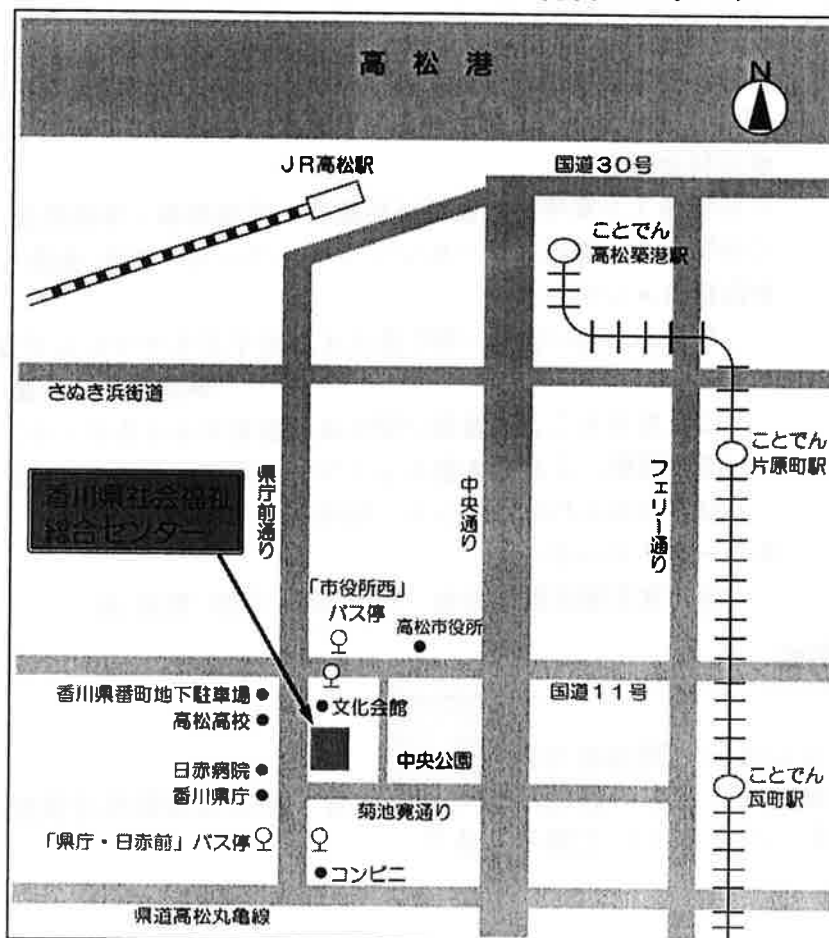 高松港
N
JR高松駅
国道30号
ことでん
高松築港駅
さぬき浜街道
県庁前通り
中央通り
フェリー通り
ことでん
片原町駅
香川県社会福祉
総合センター
「市役所西」
バス停
高松市役所
香川県番町地下駐車場
高松高校
文化会館
国道11号
中央公園
日赤病院
香川県庁
菊池寛通り
ことでん
瓦町駅
「県庁・日赤前」バス停
コンビニ
県道高松丸亀線